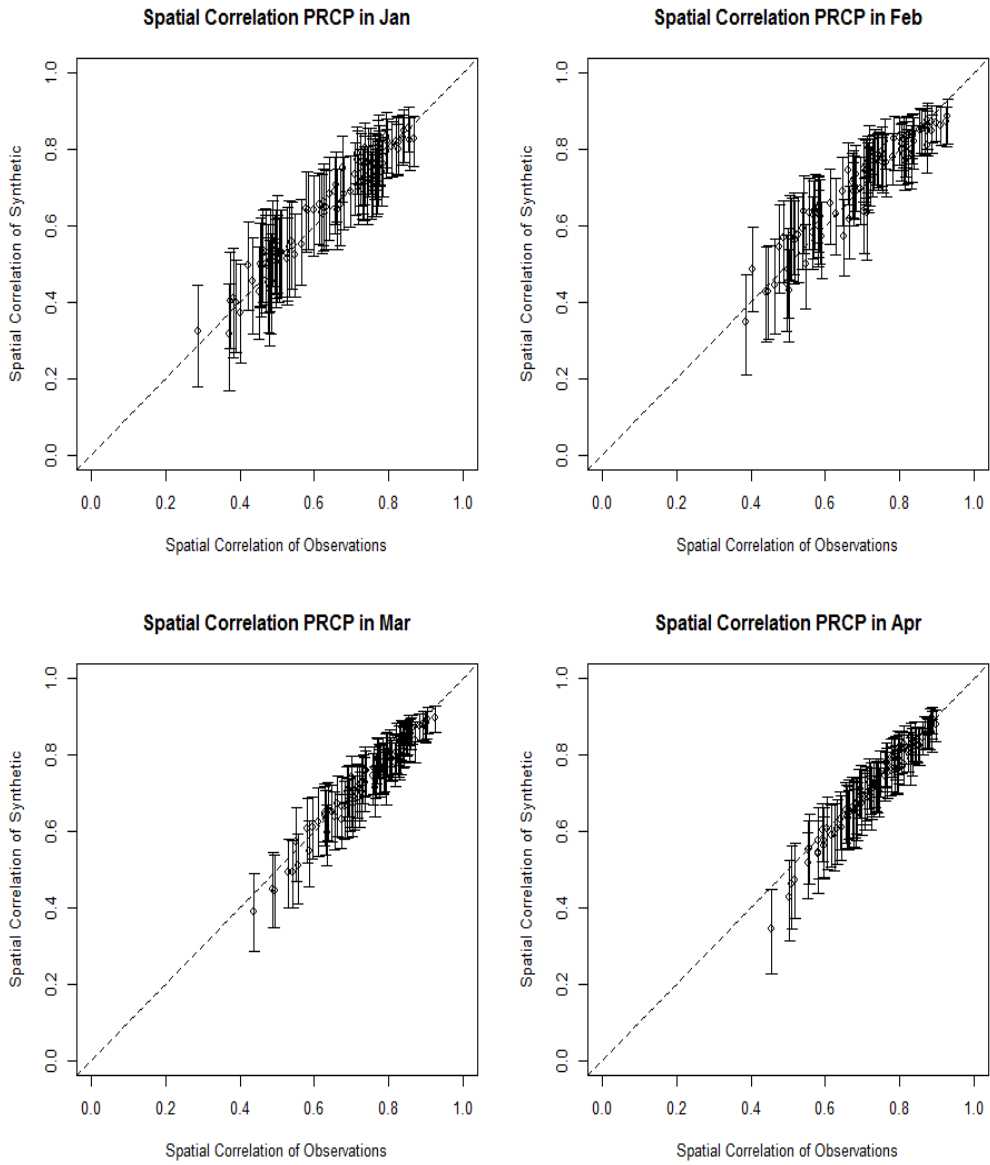 Spatial Correlation PRCP in Jan
Spatial Correlation of Synthetic
1.0
0.8
0.6
0.4
0.2
0.0
0.0 0.2 0.4 0.6 0.8 1.0
Spatial Correlation of Observations
Spatial Correlation PRCP in Feb
Spatial Correlation of Synthetic
1.0
0.8
0.6
0.4
0.2
0.0
0.0 0.2 0.4 0.6 0.8 1.0
Spatial Correlation of Observations
Spatial Correlation PRCP in Mar
Spatial Correlation of Synthetic
1.0
0.8
0.6
0.4
0.2
0.0
0.0 0.2 0.4 0.6 0.8 1.0
Spatial Correlation of Observations
Spatial Correlation PRCP in Apr
Spatial Correlation of Synthetic
1.0
0.8
0.6
0.4
0.2
0.0
0.0 0.2 0.4 0.6 0.8 1.0
Spatial Correlation of Observations